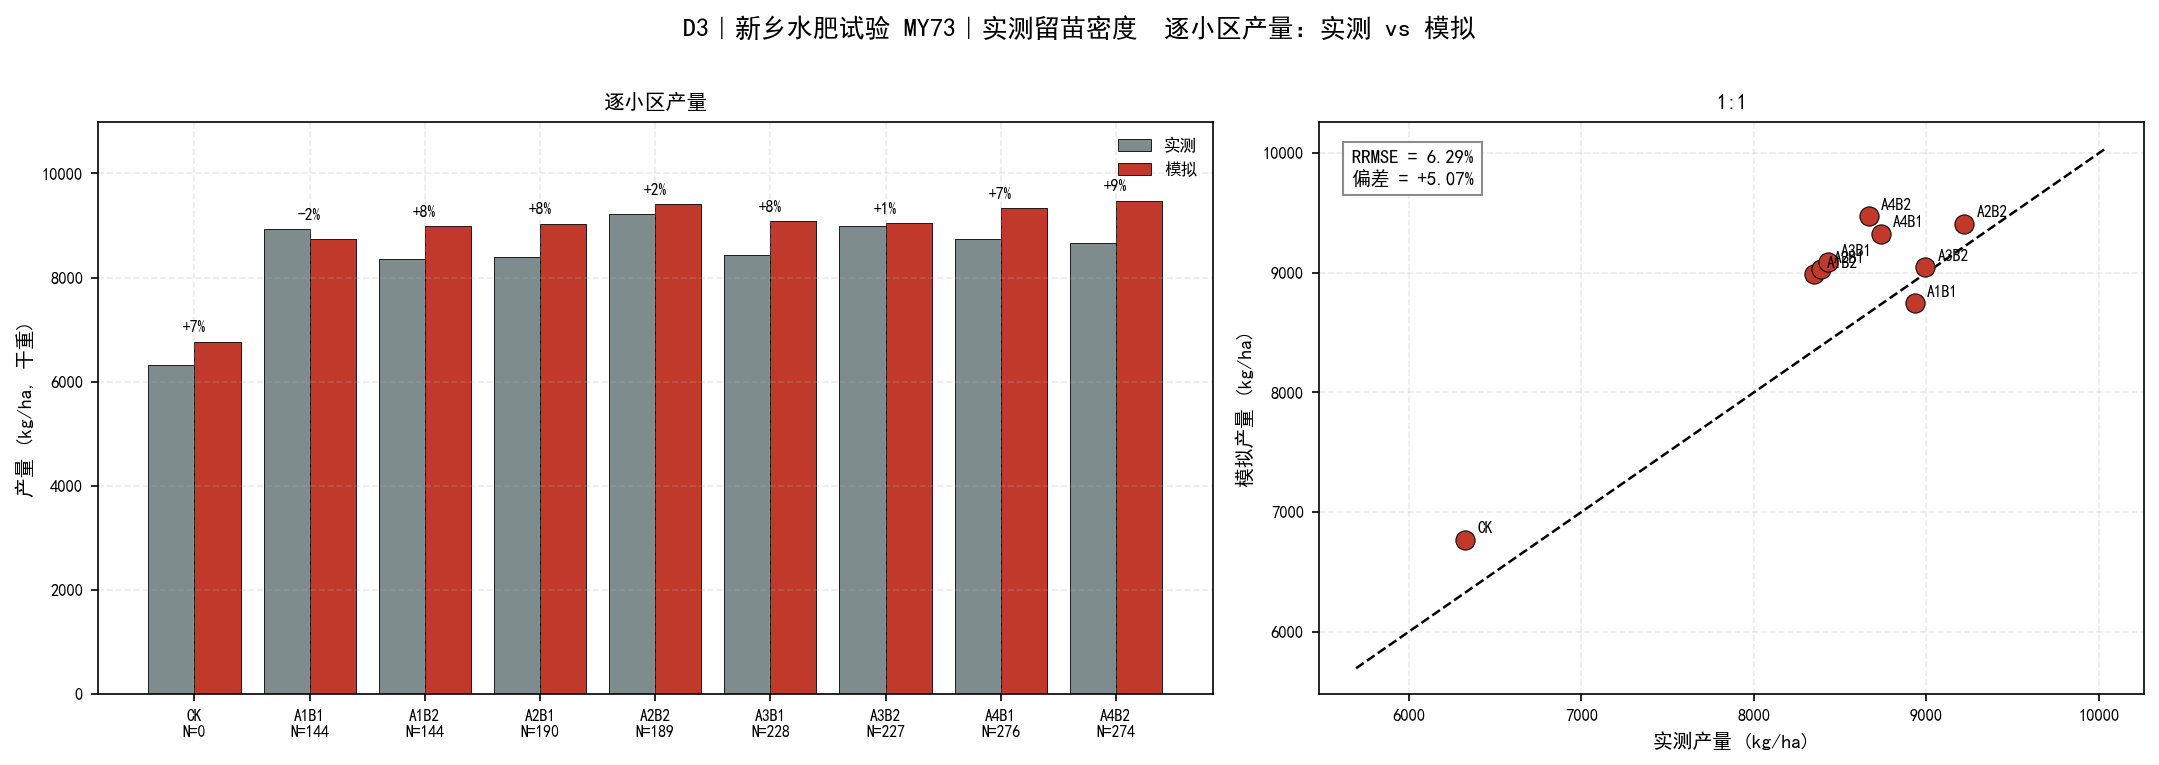 D3｜新乡水肥试验 MY73｜实测留苗密度  逐小区产量：实测 vs 模拟
逐小区产量
产量 (kg/ha, 干重)
10000
8000
6000
4000
2000
0
+7%
−2%
+8%
+8%
+2%
+8%
+1%
+7%
+9%
实测
模拟
CK
N=0
A1B1
N=144
A1B2
N=144
A2B1
N=190
A2B2
N=189
A3B1
N=228
A3B2
N=227
A4B1
N=276
A4B2
N=274
1:1
RRMSE = 6.29%
偏差 = +5.07%
模拟产量 (kg/ha)
10000
9000
8000
7000
6000
A4B2
A4B1
A2B2
A3B1
A2B1
A1B2
A3B2
A1B1
CK
6000
7000
8000
9000
10000
实测产量 (kg/ha)